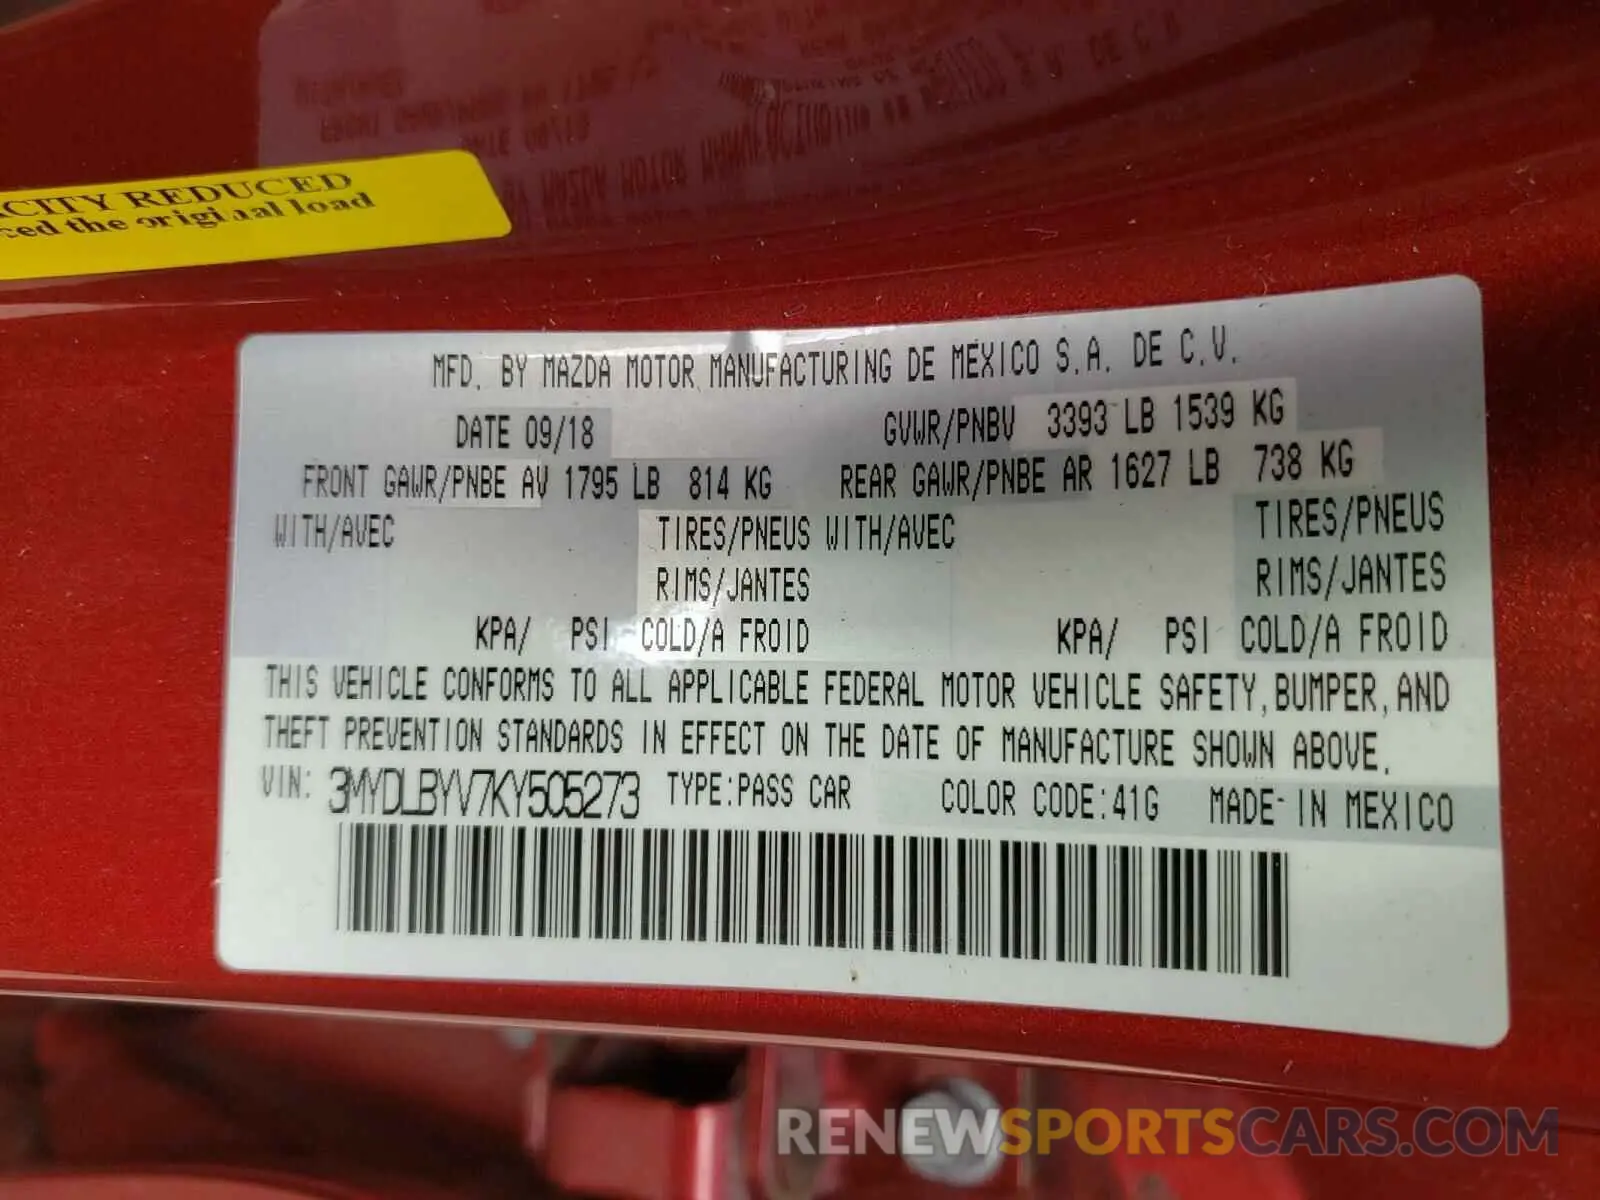 ACITY REDUCED
ced the original load
MFD. BY MAZDA MOTOR MANUFACTURING DE MEXICO S.A. DE C.V.
DATE 09/18 GVWR/PNBV 3393 LB 1539 KG
FRONT GAWR/PNBE AV 1795 LB 814 KG REAR GAWR/PNBE AR 1627 LB 738 KG
WITH/AVEC TIRES/PNEUS WITH/AVEC TIRES/PNEUS
RIMS/JANTES RIMS/JANTES
KPA/ PSI COLD/A FROID KPA/ PSI COLD/A FROID
THIS VEHICLE CONFORMS TO ALL APPLICABLE FEDERAL MOTOR VEHICLE SAFETY, BUMPER, AND
THEFT PREVENTION STANDARDS IN EFFECT ON THE DATE OF MANUFACTURE SHOWN ABOVE.
VIN: 3MYDLBYV7KY505273 TYPE:PASS CAR COLOR CODE:41G MADE IN MEXICO
RENEWSPORTSCARS.COM